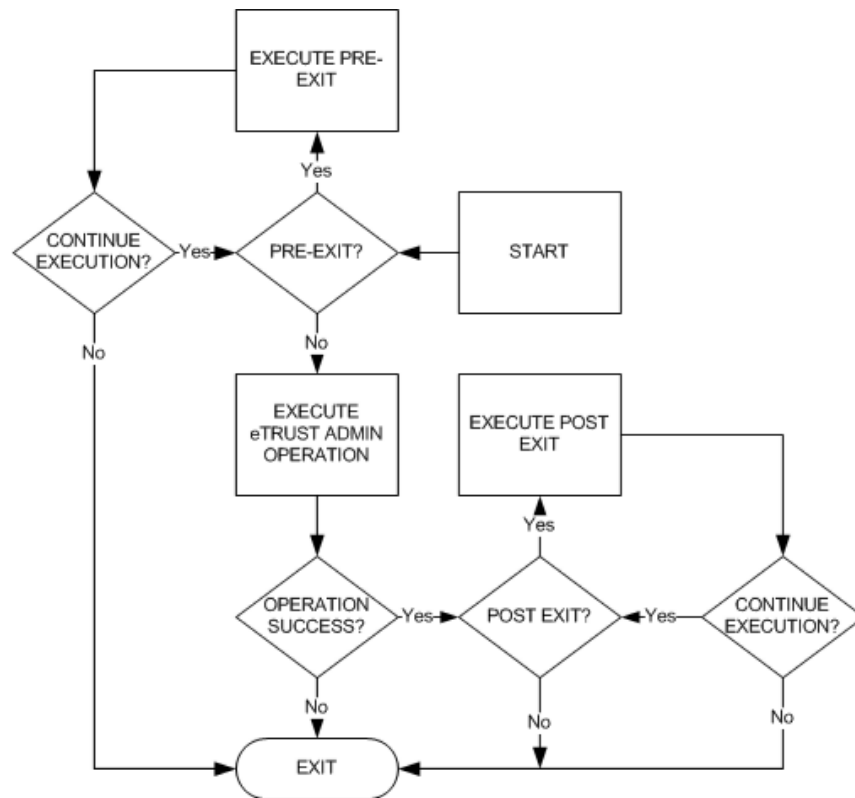 EXECUTE PRE-
EXIT
Yes
CONTINUE
EXECUTION?
Yes
PRE-EXIT?
START
No
No
EXECUTE
eTRUST ADMIN
OPERATION
EXECUTE POST
EXIT
Yes
OPERATION
SUCCESS?
Yes
POST EXIT?
Yes
CONTINUE
EXECUTION?
No
No
No
EXIT